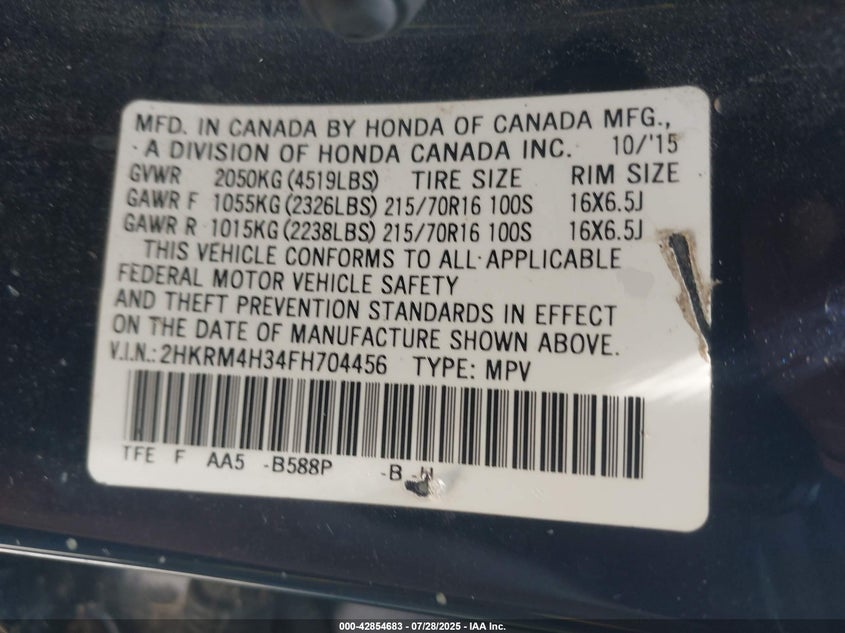 MFD. IN CANADA BY HONDA OF CANADA MFG.,
A DIVISION OF HONDA CANADA INC. 10/'15
GVWR 2050KG (4519LBS) TIRE SIZE RIM SIZE
GAWR F 1055KG (2326LBS) 215/70R16 100S 16X6.5J
GAWR R 1015KG (2238LBS) 215/70R16 100S 16X6.5J
THIS VEHICLE CONFORMS TO ALL APPLICABLE
FEDERAL MOTOR VEHICLE SAFETY
AND THEFT PREVENTION STANDARDS IN EFFECT
ON THE DATE OF MANUFACTURE SHOWN ABOVE.
V.I.N.: 2HKRM4H34FH704456 TYPE: MPV
TFE F AA5 -B588P -B -H
000-42854683 / 07/28/2025 - IAA Inc.